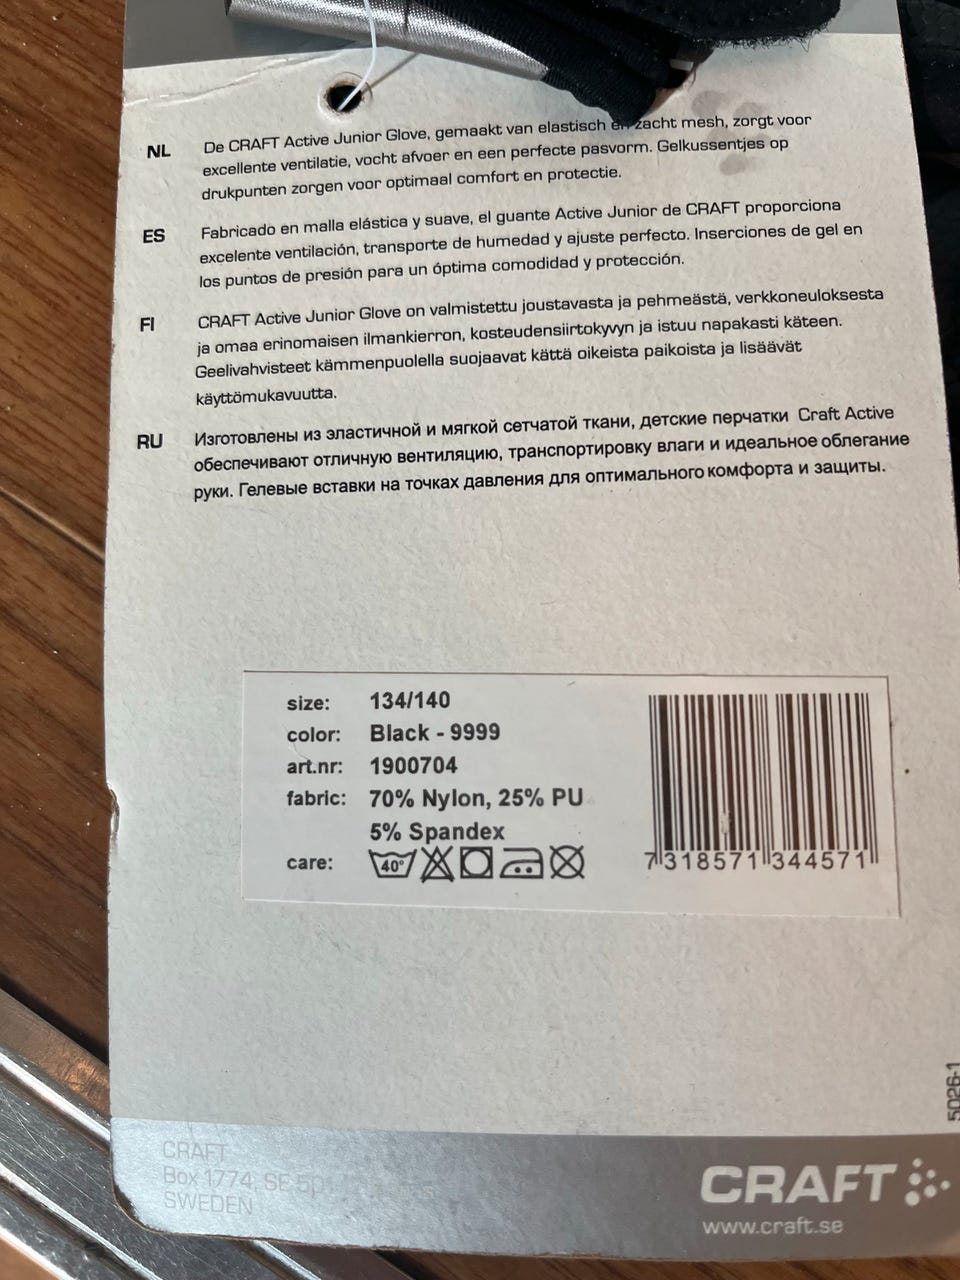 NL De CRAFT Active Junior Glove, gemaakt van elastisch en zacht mesh, zorgt voor
excellente ventilatie, vocht afvoer en een perfecte pasvorm. Gelkussentjes op
drukpunten zorgen voor optimaal comfort en protectie.
ES Fabricado en malla elástica y suave, el guante Active Junior de CRAFT proporciona
excelente ventilación, transporte de humedad y ajuste perfecto. Inserciones de gel en
los puntos de presión para un óptima comodidad y protección.
FI CRAFT Active Junior Glove on valmistettu joustavasta ja pehmeästä, verkkoneuloksesta
ja omaa erinomaisen ilmankierron, kosteudensiirtokyvyn ja istuu napakasti käteen.
Geelivahvisteet kämmenpuolella suojaavat kättä oikeista paikoista ja lisäävät
käyttömukavuutta.
RU Изготовлены из эластичной и мягкой сетчатой ткани, детские перчатки Craft Active
обеспечивают отличную вентиляцию, транспортировку влаги и идеальное облегание
руки. Гелевые вставки на точках давления для оптимального комфорта и защиты.
size: 134/140
color: Black - 9999
art.nr: 1900704
fabric: 70% Nylon, 25% PU
5% Spandex
care: 40°
7 318571 344571
5026-1
CRAFT
Box 1774, SE
SWEDEN
CRAFT
www.craft.se